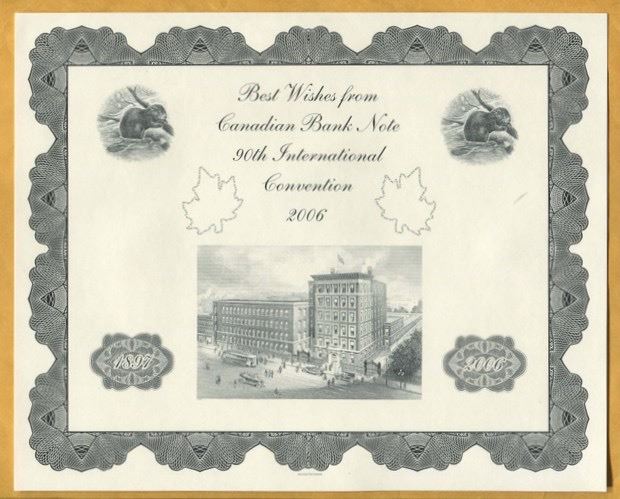 Best Wishes from
Canadian Bank Note
90th International
Convention
2006
1897
2006